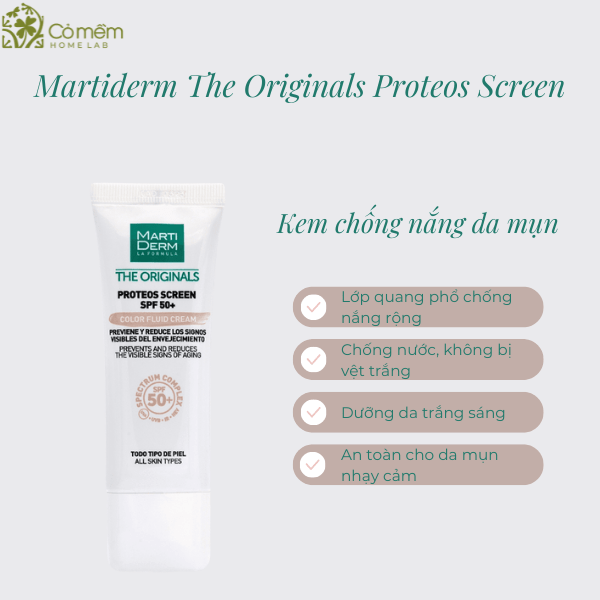 Cỏ mềm
HOME LAB
Martiderm The Originals Proteos Screen
Kem chống nắng da mụn
MARTI
DERM
LA FORMULA
THE ORIGINALS
PROTEOS SCREEN
SPF 50+
COLOR FLUID CREAM
PREVIENE Y REDUCE LOS SIGNOS
VISIBLES DEL ENVEJECIMIENTO
PREVENTS AND REDUCES
THE VISIBLE SIGNS OF AGING
SPECTRUM COMPLEX
SPF
50+
TODO TIPO DE PIEL
ALL SKIN TYPES
Lớp quang phổ chống
nắng rộng
Chống nước, không bị
vệt trắng
Dưỡng da trắng sáng
An toàn cho da mụn
nhạy cảm